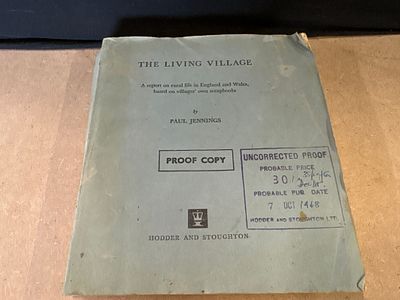 THE LIVING VILLAGE
A report on rural life in England and Wales,
based on villagers' own scrapbooks
by
PAUL JENNINGS
PROOF COPY
UNCORRECTED PROOF
PROBABLE PRICE
30/
PROBABLE PUB. DATE
7 OCT 1968
HODDER AND STOUGHTON LTD.
HODDER AND STOUGHTON